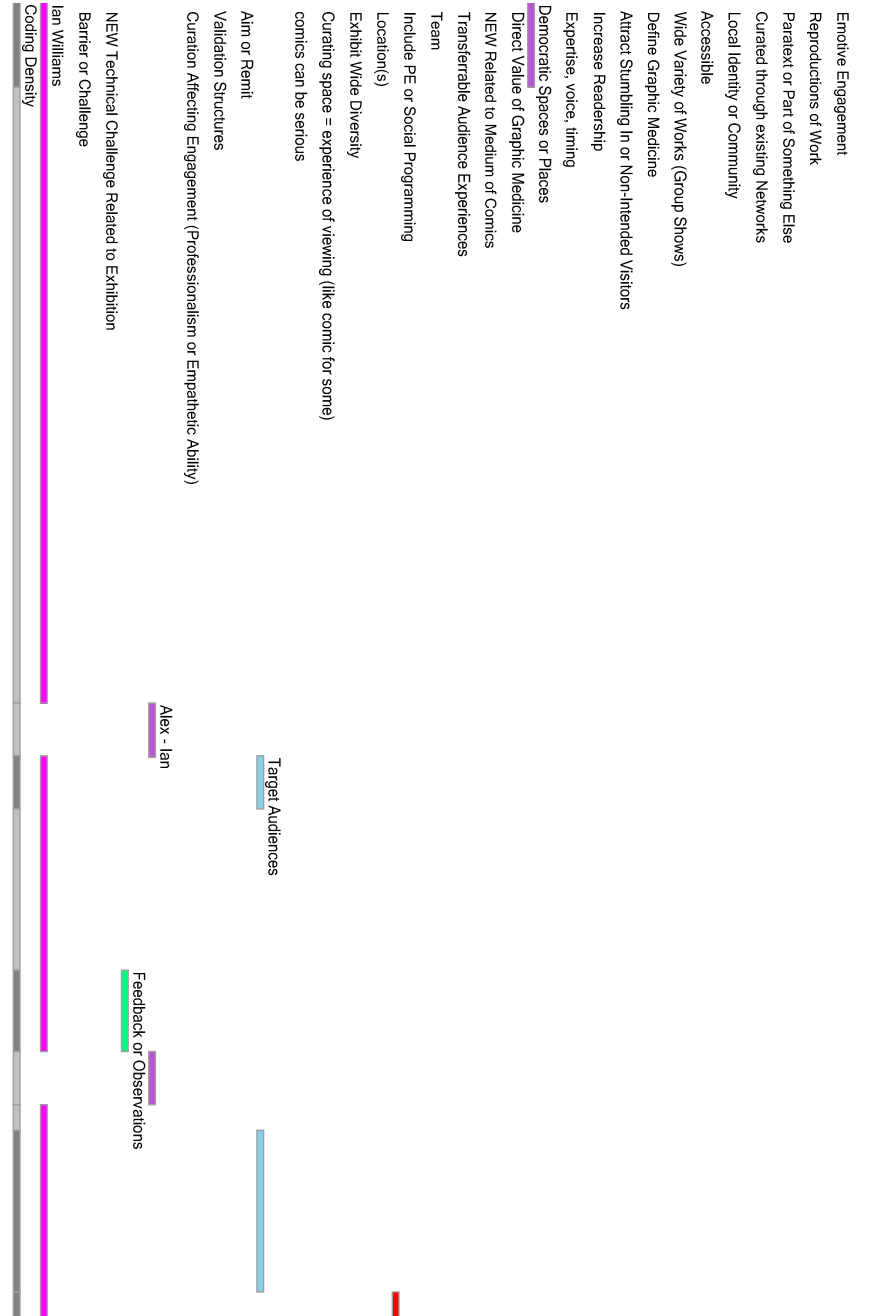 Emotive Engagement
Reproductions of Work
Paratext or Part of Something Else
Curated through existing Networks
Local Identity or Community
Accessible
Wide Variety of Works (Group Shows)
Define Graphic Medicine
Attract Stumbling In or Non-Intended Visitors
Increase Readership
Expertise, voice, timing
Democratic Spaces or Places
Direct Value of Graphic Medicine
NEW Related to Medium of Comics
Transferrable Audience Experiences
Team
Include PE or Social Programming
Location(s)
Exhibit Wide Diversity
Curating space = experience of viewing (like comic for some)
comics can be serious
Target Audiences
Aim or Remit
Validation Structures
Curation Affecting Engagement (Professionalism or Empathetic Ability)
Alex - Ian
Feedback or Observations
NEW Technical Challenge Related to Exhibition
Barrier or Challenge
Ian Williams
Coding Density